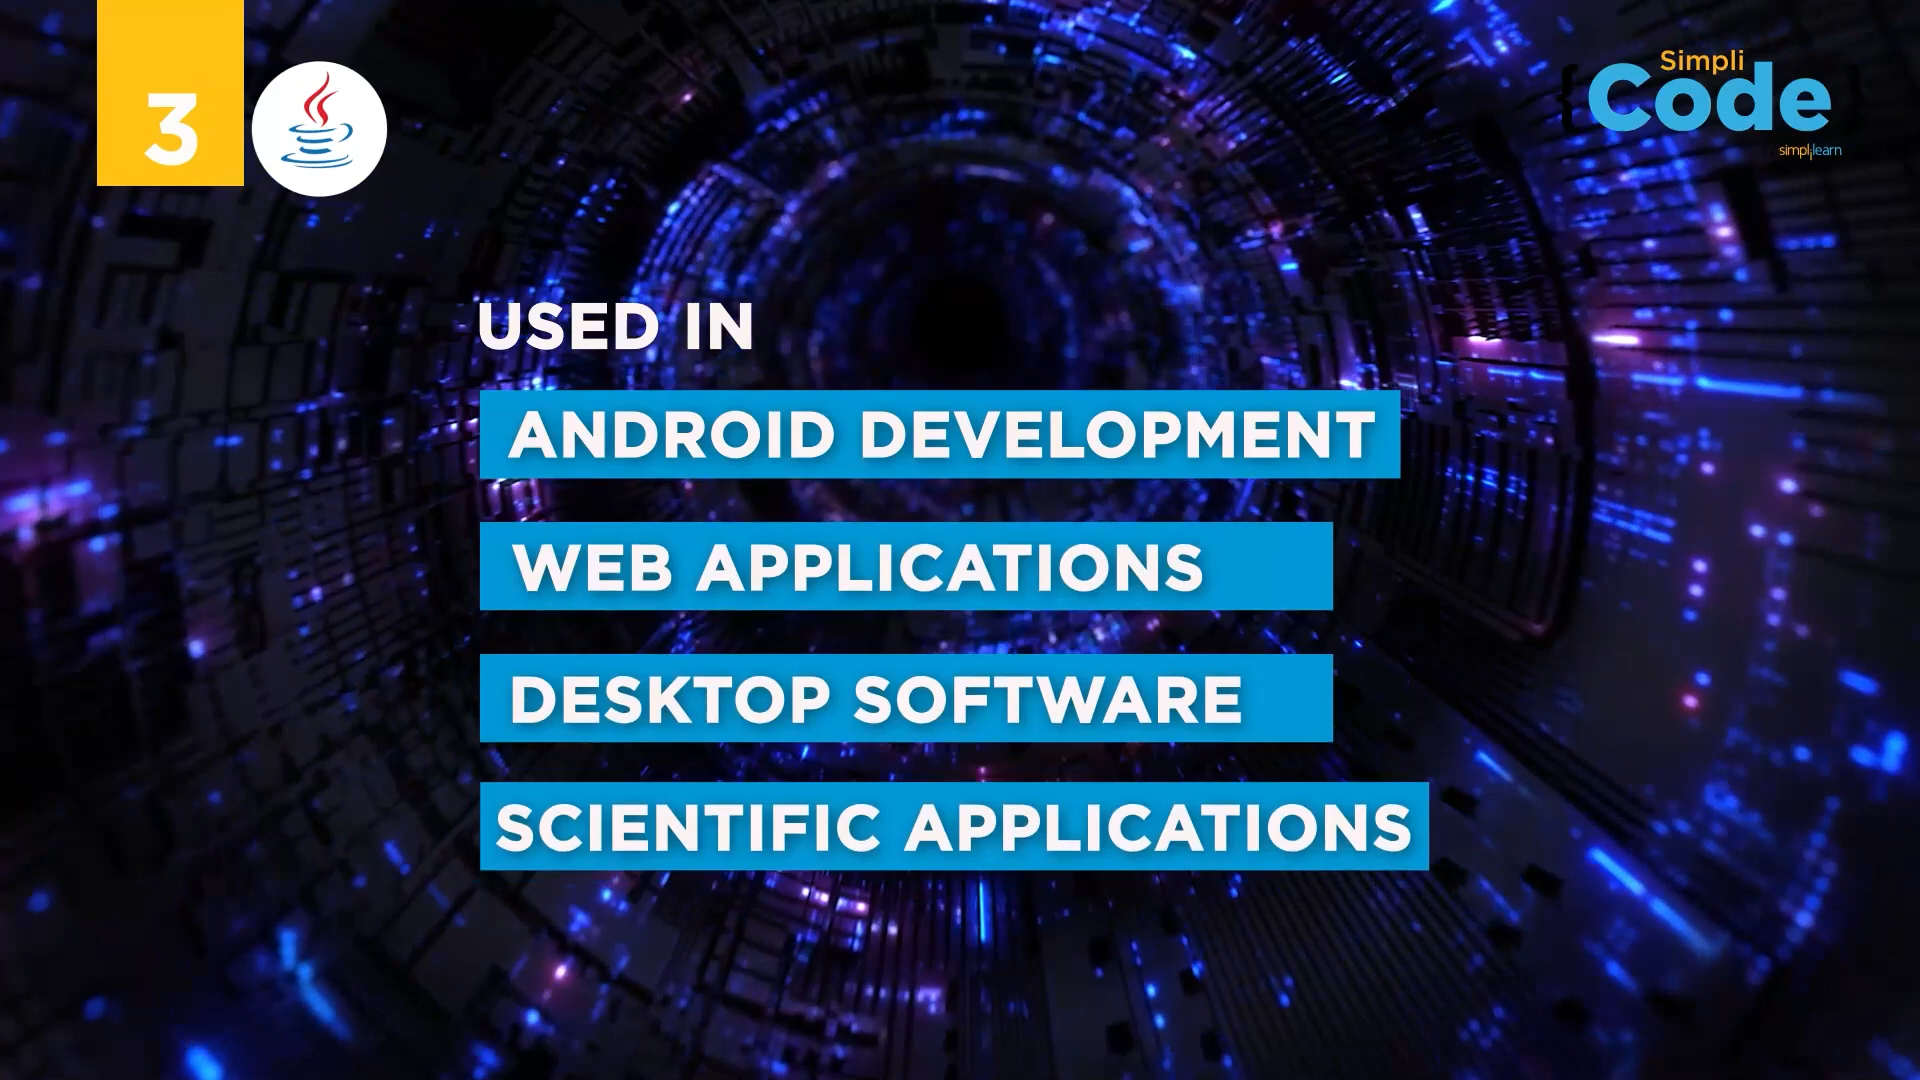 3
Simpli
{Code}
simplilearn
USED IN
ANDROID DEVELOPMENT
WEB APPLICATIONS
DESKTOP SOFTWARE
SCIENTIFIC APPLICATIONS